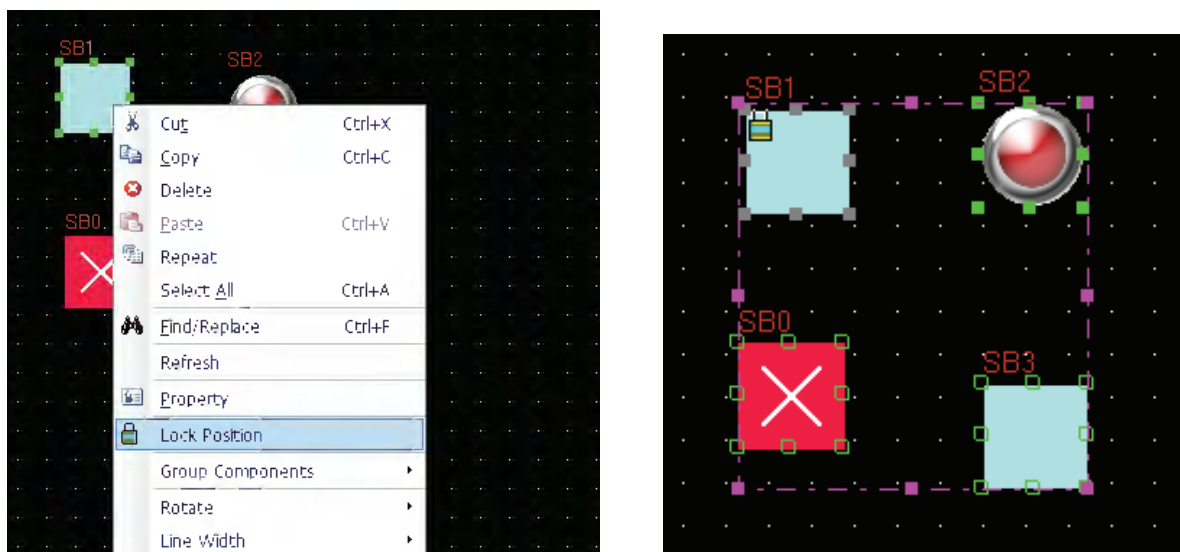 SB1
SB2
Cut Ctrl+X
Copy Ctrl+C
Delete
SB0
Paste Ctrl+V
Repeat
Select All Ctrl+A
Find/Replace Ctrl+F
Refresh
Property
Lock Position
Group Components
Rotate
Line Width
SB1
SB2
SB0
SB3